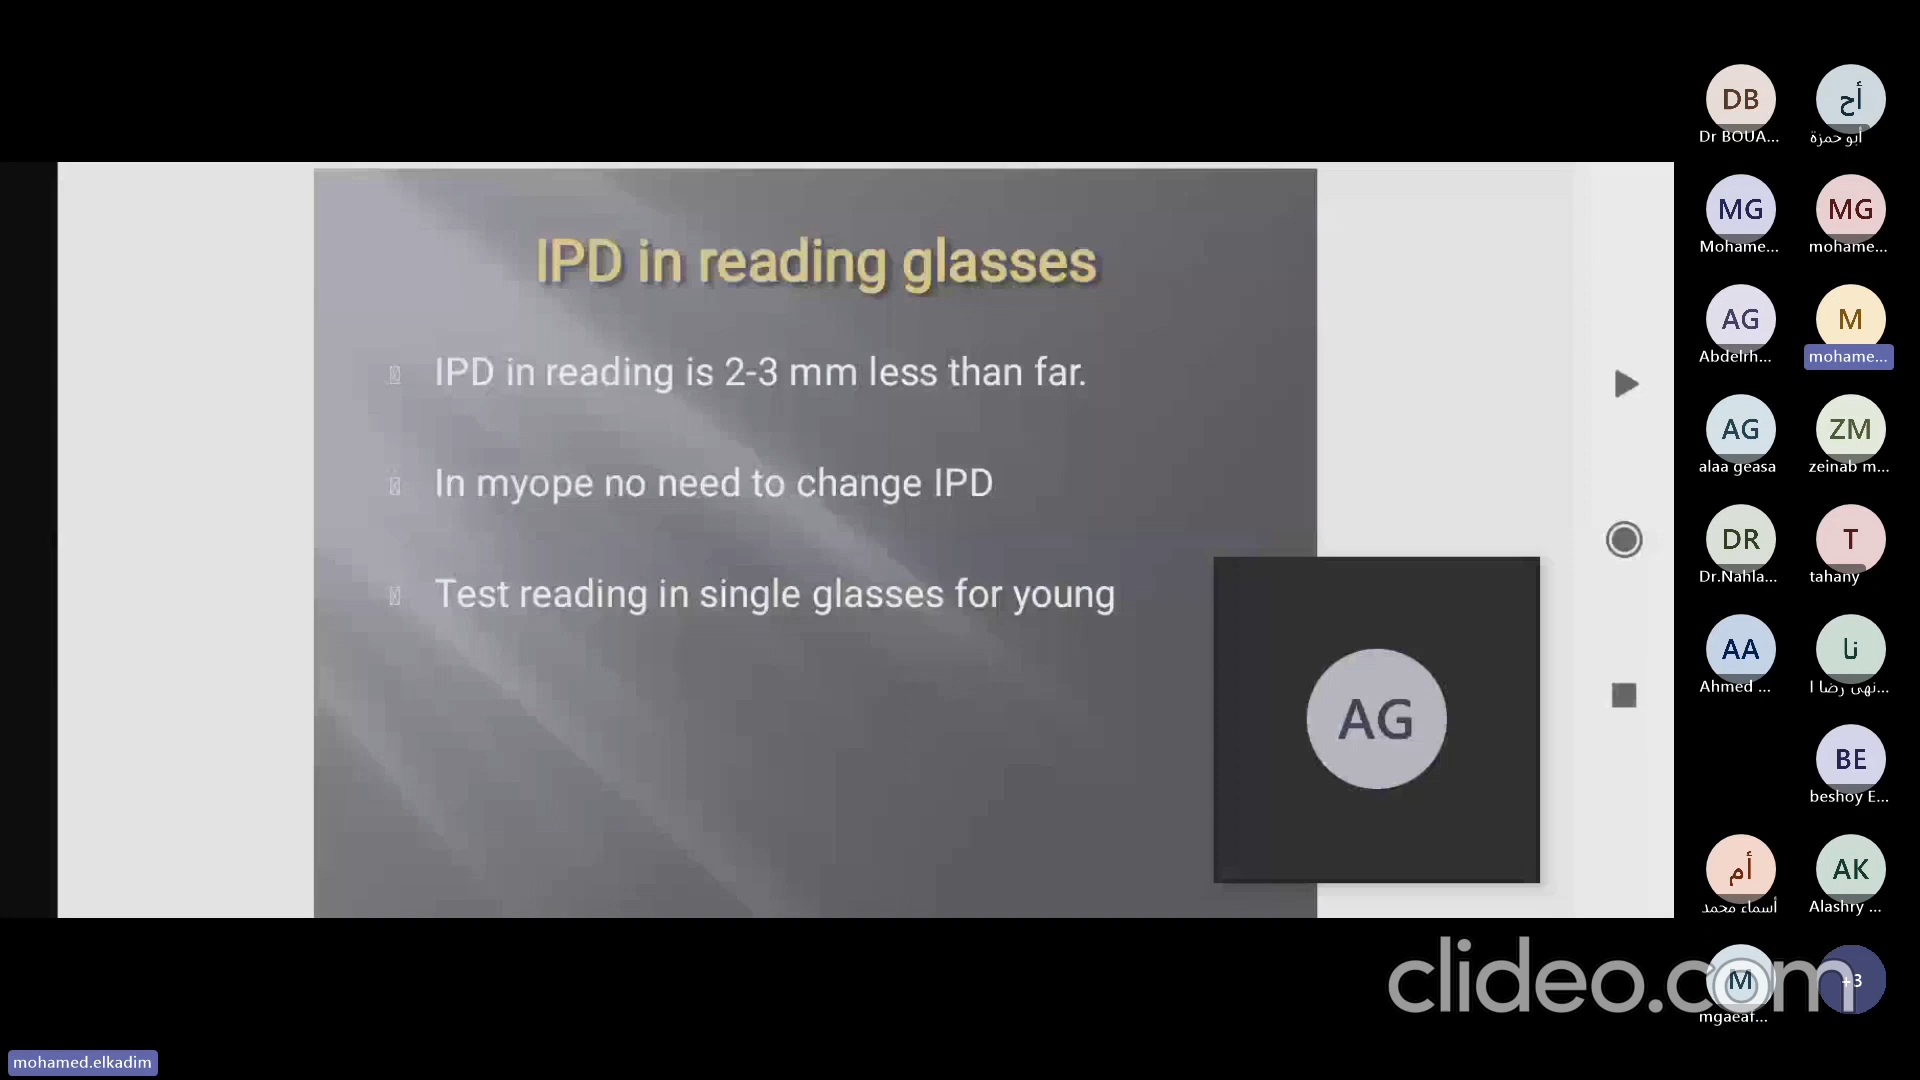 IPD in reading glasses
IPD in reading is 2-3 mm less than far.
In myope no need to change IPD
Test reading in single glasses for young
AG
DB
Dr BOUA...
أح
أبو حمزة
MG
Mohame...
MG
mohame...
AG
Abdelrh...
M
mohame...
AG
alaa geasa
ZM
zeinab m...
DR
Dr.Nahla...
T
tahany
AA
Ahmed ...
نا
نهى رضا ا...
BE
beshoy E...
أم
أسماء محمد
AK
Alashry ...
M
mgaeaf...
+3
clideo.com
mohamed.elkadim